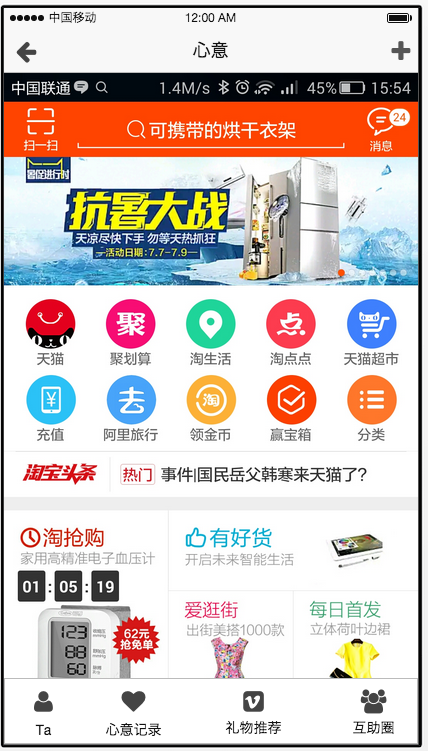 中国移动 12:00 AM
心意
中国联通 1.4M/s 45% 15:54
扫一扫
可携带的烘干衣架
24
消息
暑促进行时
抗暑大战
天凉尽快下手 勿等天热抓狂
活动日期:7.7-7.9
聚
天猫 聚划算 淘生活 淘点点 天猫超市
充值 阿里旅行 领金币 赢宝箱 分类
淘宝头条 热门 事件|国民岳父韩寒来天猫了?
淘抢购
家用高精准电子血压计
01:05:19
123
88
60
62元
抢免单
有好货
开启未来智能生活
爱逛街
出街美搭1000款
每日首发
立体荷叶边裙
Ta 心意记录 礼物推荐 互助圈